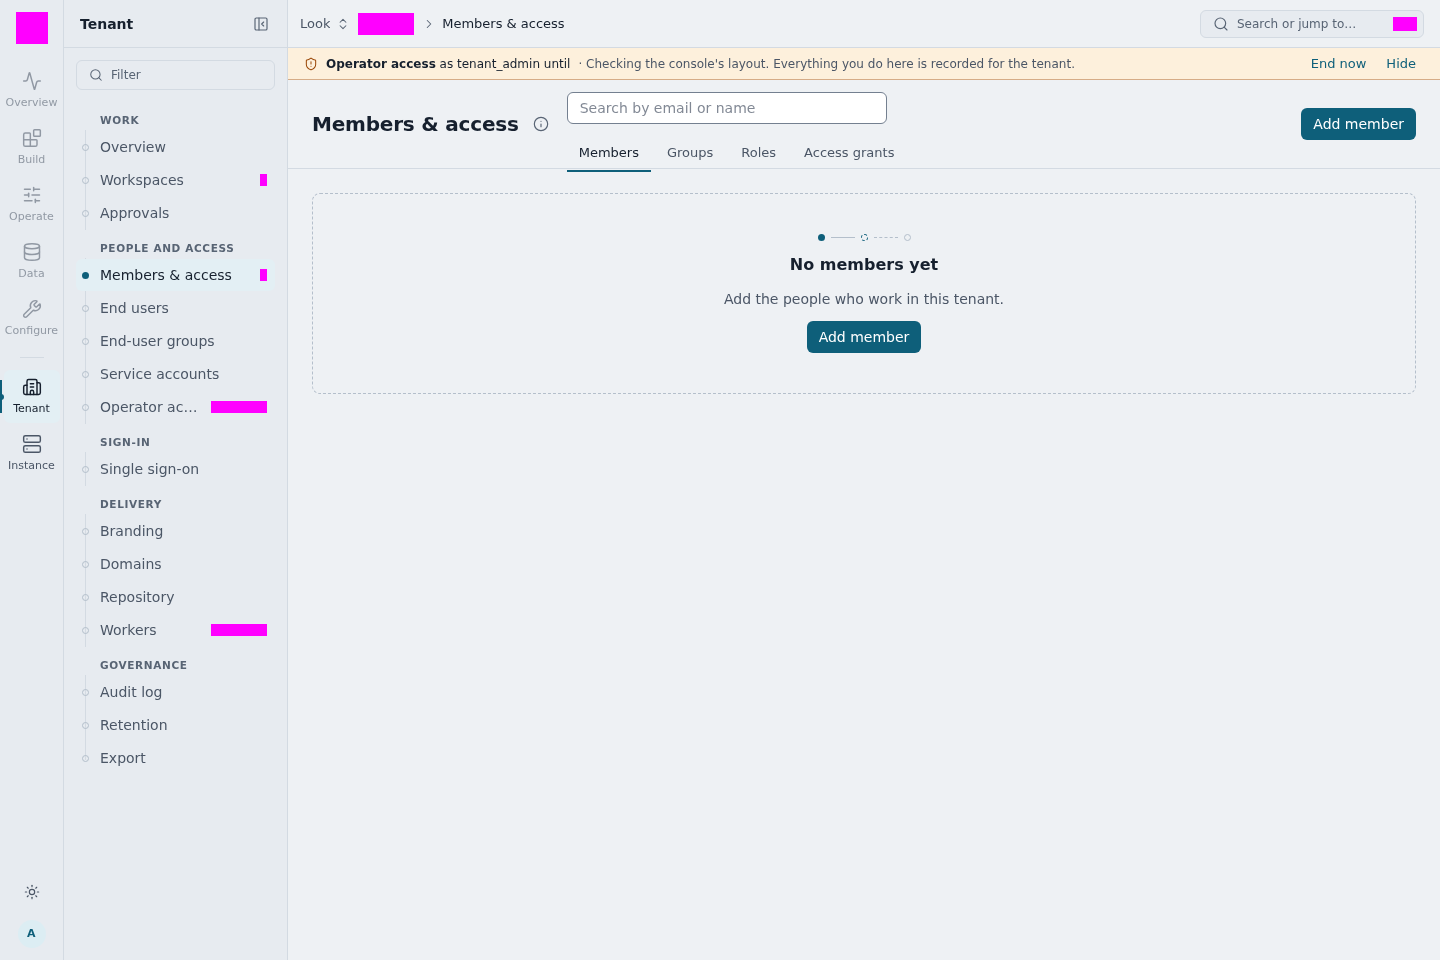 Tenant
Look
Members & access
Search or jump to…
Operator access as tenant_admin until · Checking the console's layout. Everything you do here is recorded for the tenant.
End now
Hide
Overview
Build
Operate
Data
Configure
Tenant
Instance
A
Filter
WORK
Overview
Workspaces
Approvals
PEOPLE AND ACCESS
Members & access
End users
End-user groups
Service accounts
Operator ac…
SIGN-IN
Single sign-on
DELIVERY
Branding
Domains
Repository
Workers
GOVERNANCE
Audit log
Retention
Export
Members & access
Search by email or name
Add member
Members
Groups
Roles
Access grants
No members yet
Add the people who work in this tenant.
Add member